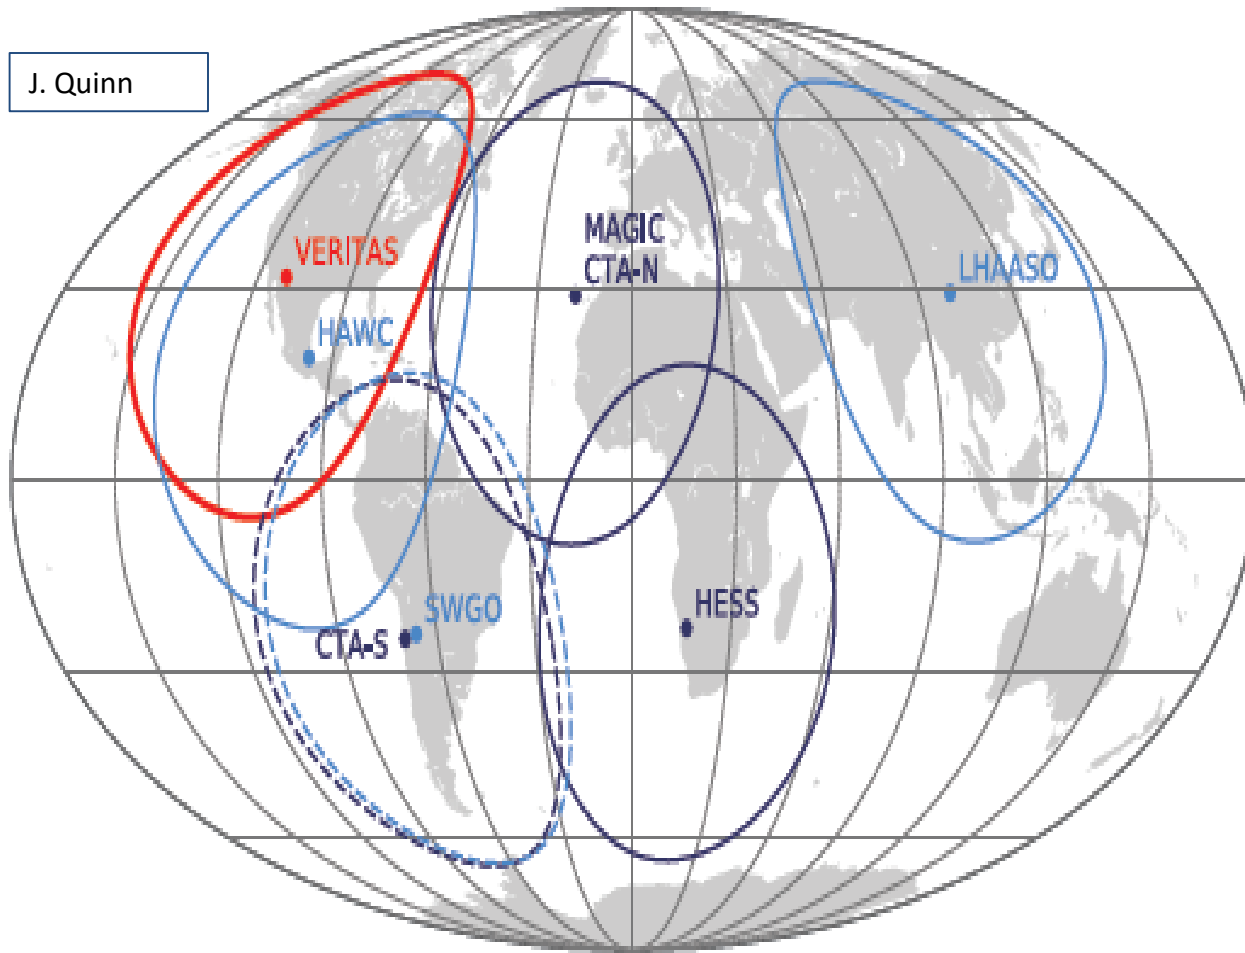 J. Quinn
VERITAS
MAGIC
CTA-N
LHAASO
HAWC
SWGO
CTA-S
HESS